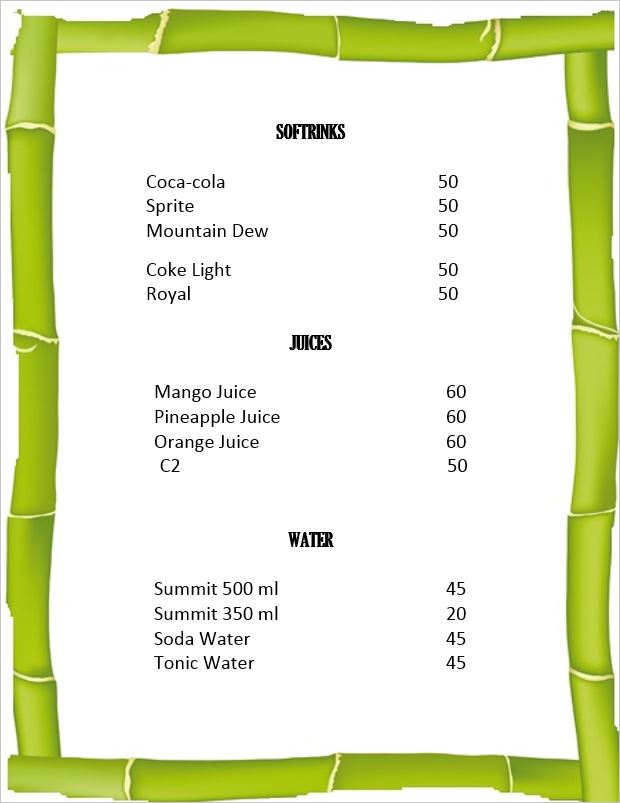 SOFTRINKS
Coca-cola 50
Sprite 50
Mountain Dew 50
Coke Light 50
Royal 50
JUICES
Mango Juice 60
Pineapple Juice 60
Orange Juice 60
C2 50
WATER
Summit 500 ml 45
Summit 350 ml 20
Soda Water 45
Tonic Water 45